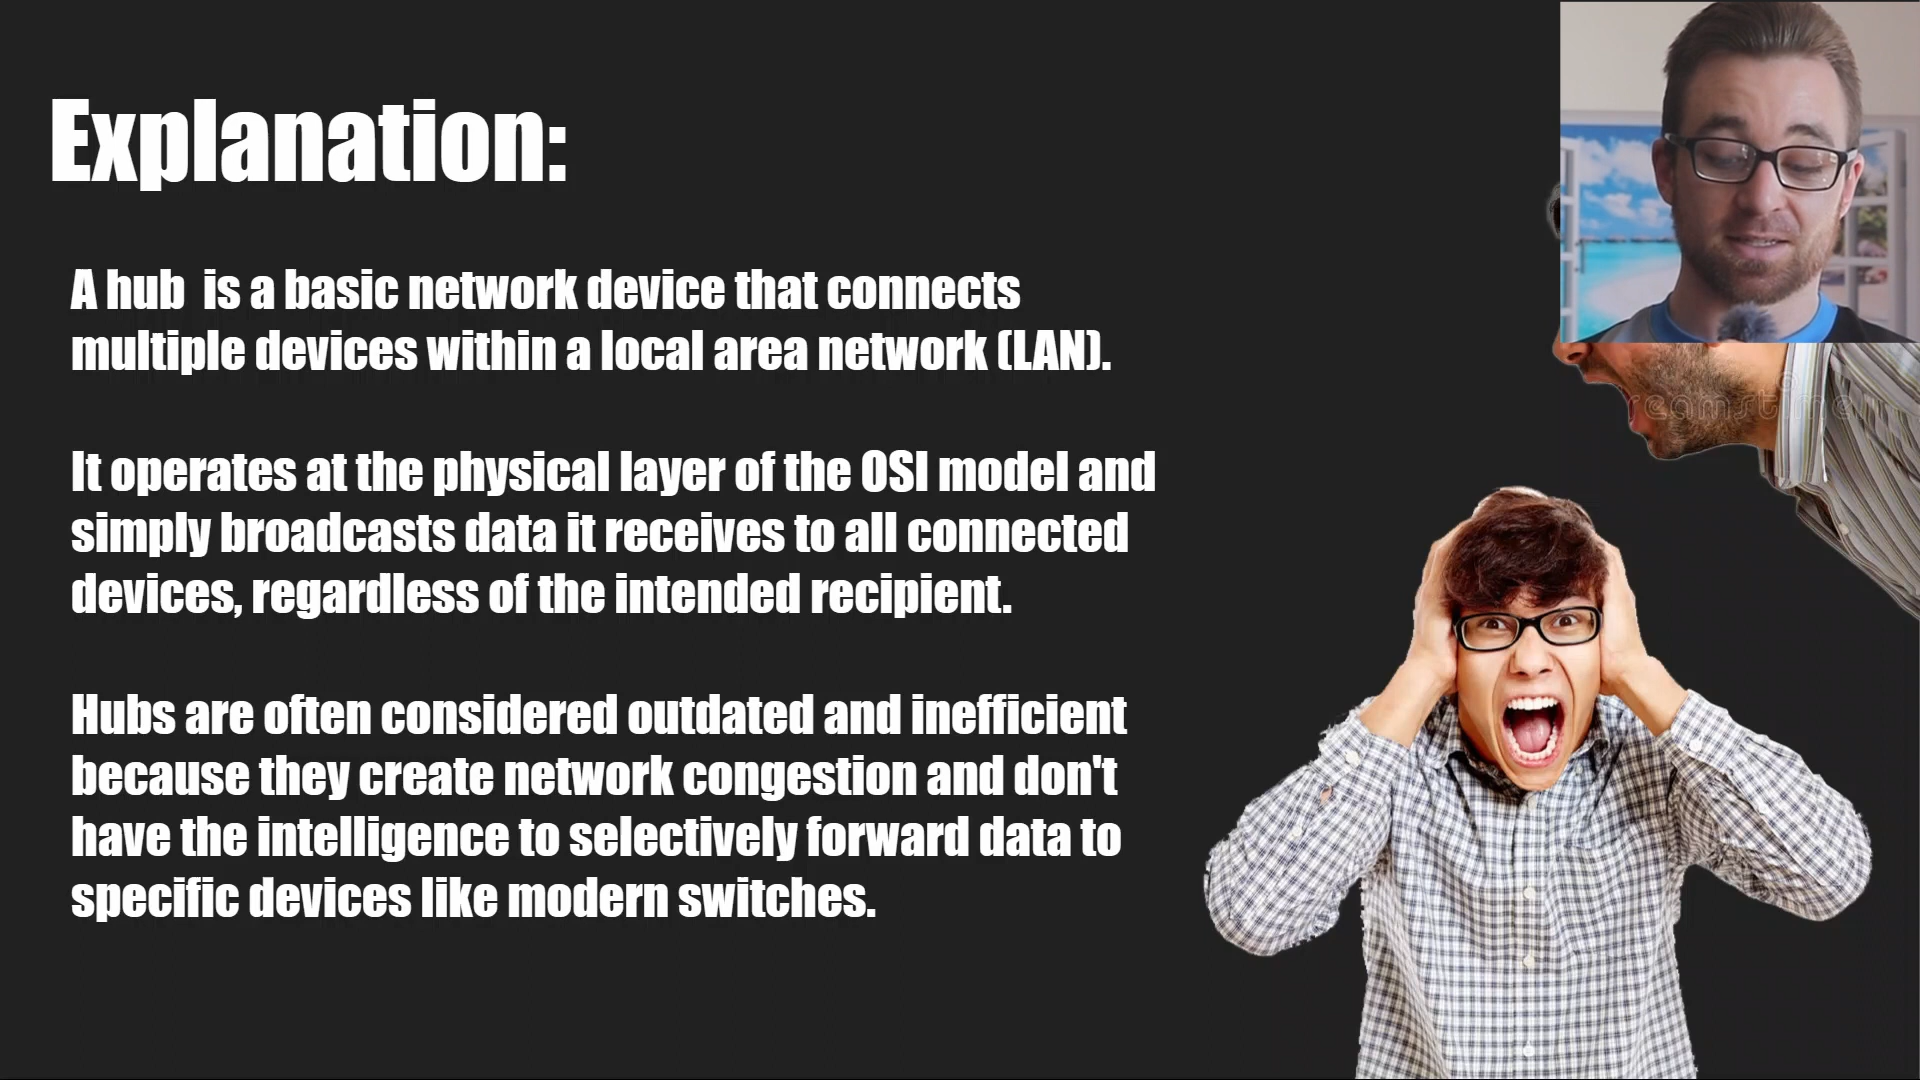 Explanation:
A hub is a basic network device that connects
multiple devices within a local area network (LAN).
It operates at the physical layer of the OSI model and
simply broadcasts data it receives to all connected
devices, regardless of the intended recipient.
Hubs are often considered outdated and inefficient
because they create network congestion and don't
have the intelligence to selectively forward data to
specific devices like modern switches.